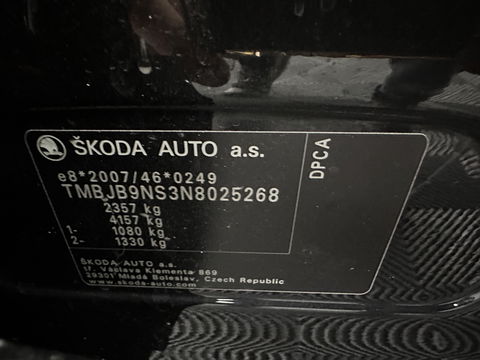 ŠKODA AUTO a.s.
e8*2007/46*0249
TMBJB9NS3N8025268
2357 kg
4157 kg
1- 1080 kg
2- 1330 kg
ŠKODA AUTO a.s.
tř. Václava Klementa 869
29301 Mladá Boleslav, Czech Republic
www.skoda-auto.com
DPCA